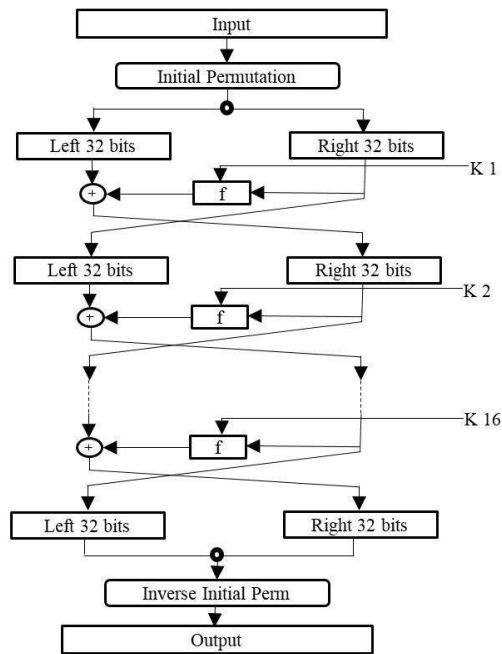 Input
Initial Permutation
Left 32 bits
Right 32 bits
K 1
+
f
Left 32 bits
Right 32 bits
K 2
+
f
K 16
+
f
Left 32 bits
Right 32 bits
Inverse Initial Perm
Output